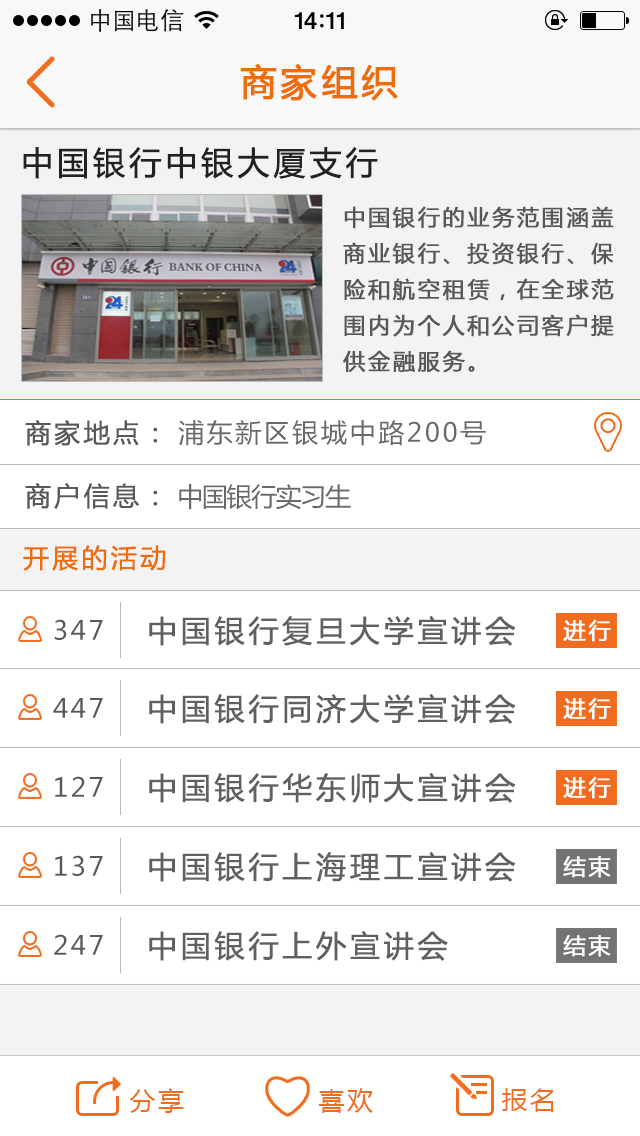 中国电信 14:11
商家组织
中国银行中银大厦支行
中国银行 BANK OF CHINA 24
24
中国银行的业务范围涵盖
商业银行、投资银行、保
险和航空租赁，在全球范
围内为个人和公司客户提
供金融服务。
商家地点： 浦东新区银城中路200号
商户信息： 中国银行实习生
开展的活动
347 中国银行复旦大学宣讲会 进行
447 中国银行同济大学宣讲会 进行
127 中国银行华东师大宣讲会 进行
137 中国银行上海理工宣讲会 结束
247 中国银行上外宣讲会 结束
分享 喜欢 报名